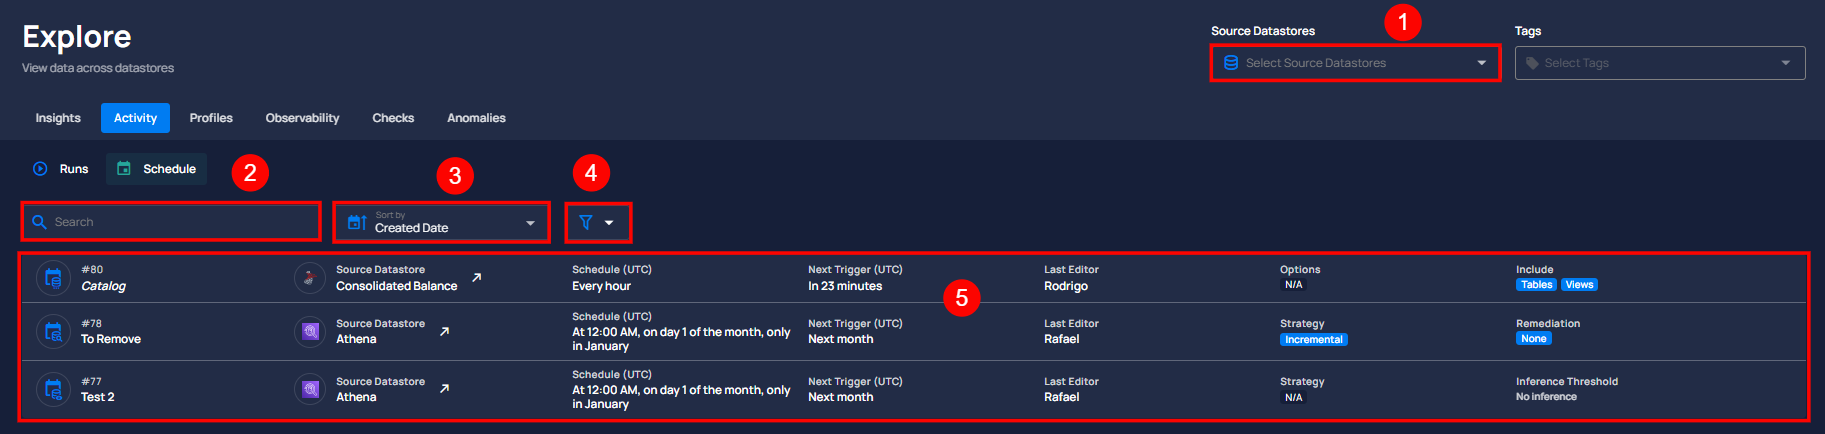 Explore
View data across datastores
1
Source Datastores
Select Source Datastores
Tags
Select Tags
Insights
Activity
Profiles
Observability
Checks
Anomalies
Runs
Schedule
2
3
4
Search
Sort by
Created Date
#80
Catalog
Source Datastore
Consolidated Balance
Schedule (UTC)
Every hour
Next Trigger (UTC)
In 23 minutes
5
Last Editor
Rodrigo
Options
N/A
Include
Tables Views
#78
To Remove
Source Datastore
Athena
Schedule (UTC)
At 12:00 AM, on day 1 of the month, only
in January
Next Trigger (UTC)
Next month
Last Editor
Rafael
Strategy
Incremental
Remediation
None
#77
Test 2
Source Datastore
Athena
Schedule (UTC)
At 12:00 AM, on day 1 of the month, only
in January
Next Trigger (UTC)
Next month
Last Editor
Rafael
Strategy
N/A
Inference Threshold
No inference